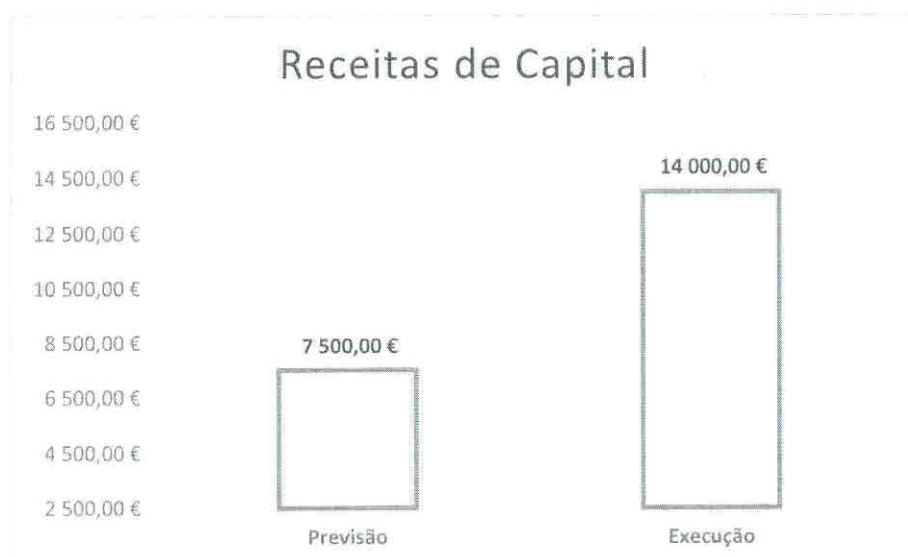 Receitas de Capital
16 500,00 €
14 500,00 €
12 500,00 €
10 500,00 €
8 500,00 €
6 500,00 €
4 500,00 €
2 500,00 €
7 500,00 €
14 000,00 €
Previsão
Execução